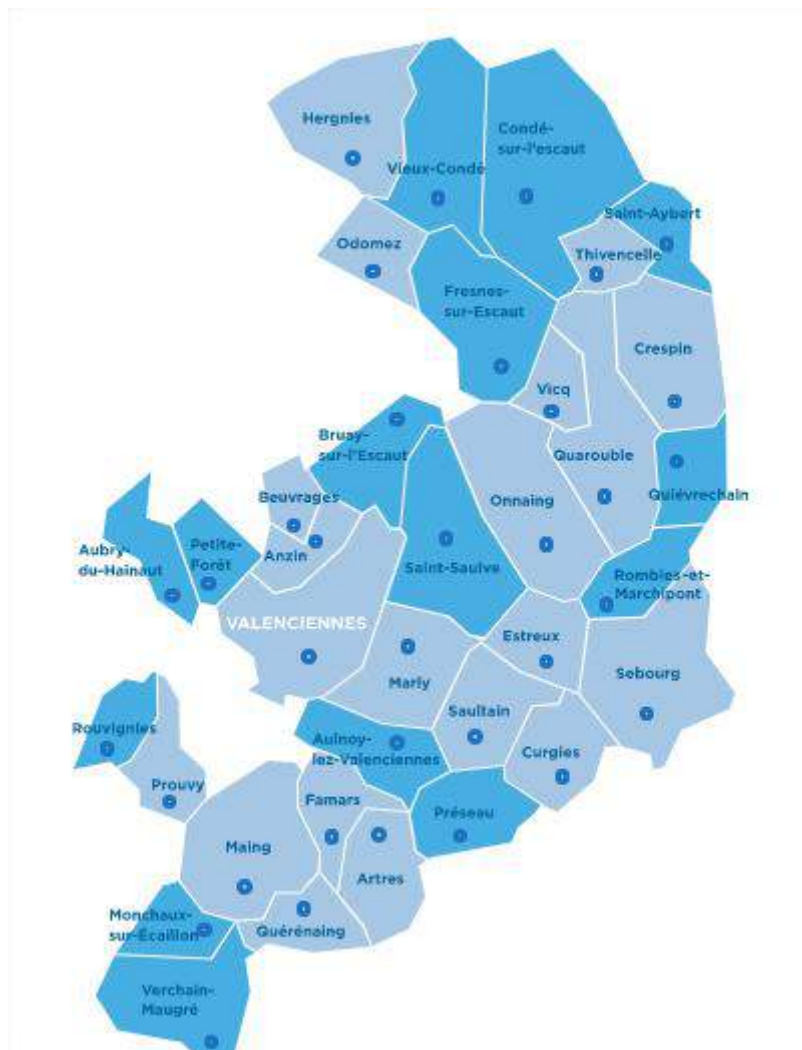 Hergnies
Condé-
sur-l'escaut
Vieux-Condé
Saint-Aybert
Odomez
Thivencelle
Fresnes-
sur-Escaut
Crespin
Vicq
Bruay-
sur-l'Escaut
Quarouble
Beuvrages
Onnaing
Quiévrechain
Aubry-
du-Hainaut
Petite-
Forêt
Anzin
Saint-Saulve
Rombies-et-
Marchipont
VALENCIENNES
Estreux
Marly
Sebourg
Saultain
Rouvignies
Aulnoy-
lez-Valenciennes
Curgies
Prouvy
Famars
Préseau
Maing
Artres
Monchaux-
sur-Ecaillon
Quérénaing
Verchain-
Maugré